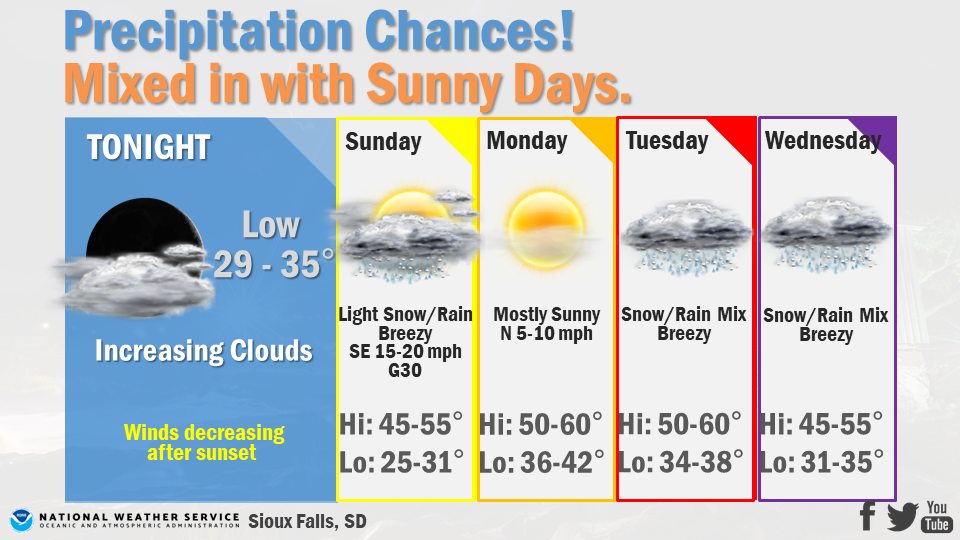 Precipitation Chances!
Mixed in with Sunny Days.
TONIGHT
Low
29 - 35°
Increasing Clouds
Winds decreasing
after sunset
Sunday
Light Snow/Rain
Breezy
SE 15-20 mph
G30
Hi: 45-55°
Lo: 25-31°
Monday
Mostly Sunny
N 5-10 mph
Hi: 50-60°
Lo: 36-42°
Tuesday
Snow/Rain Mix
Breezy
Hi: 50-60°
Lo: 34-38°
Wednesday
Snow/Rain Mix
Breezy
Hi: 45-55°
Lo: 31-35°
NATIONAL WEATHER SERVICE
OCEANIC AND ATMOSPHERIC ADMINISTRATION
Sioux Falls, SD
f
You
Tube